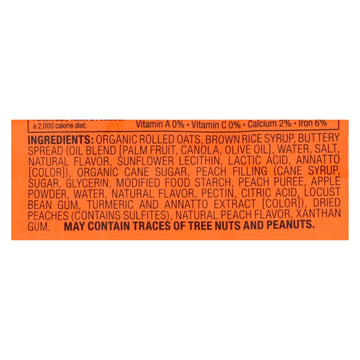 a 2,000 calorie diet.
Vitamin A 0% • Vitamin C 0% • Calcium 2% • Iron 6%
INGREDIENTS: ORGANIC ROLLED OATS, BROWN RICE SYRUP, BUTTERY
SPREAD (OIL BLEND [PALM FRUIT, CANOLA, OLIVE OIL], WATER, SALT,
NATURAL FLAVOR, SUNFLOWER LECITHIN, LACTIC ACID, ANNATTO
[COLOR]), ORGANIC CANE SUGAR, PEACH FILLING (CANE SYRUP,
SUGAR, GLYCERIN, MODIFIED FOOD STARCH, PEACH PUREE, APPLE
POWDER, WATER, NATURAL FLAVOR, PECTIN, CITRIC ACID, LOCUST
BEAN GUM, TURMERIC AND ANNATTO EXTRACT [COLOR]), DRIED
PEACHES (CONTAINS SULFITES), NATURAL PEACH FLAVOR, XANTHAN
GUM. MAY CONTAIN TRACES OF TREE NUTS AND PEANUTS.